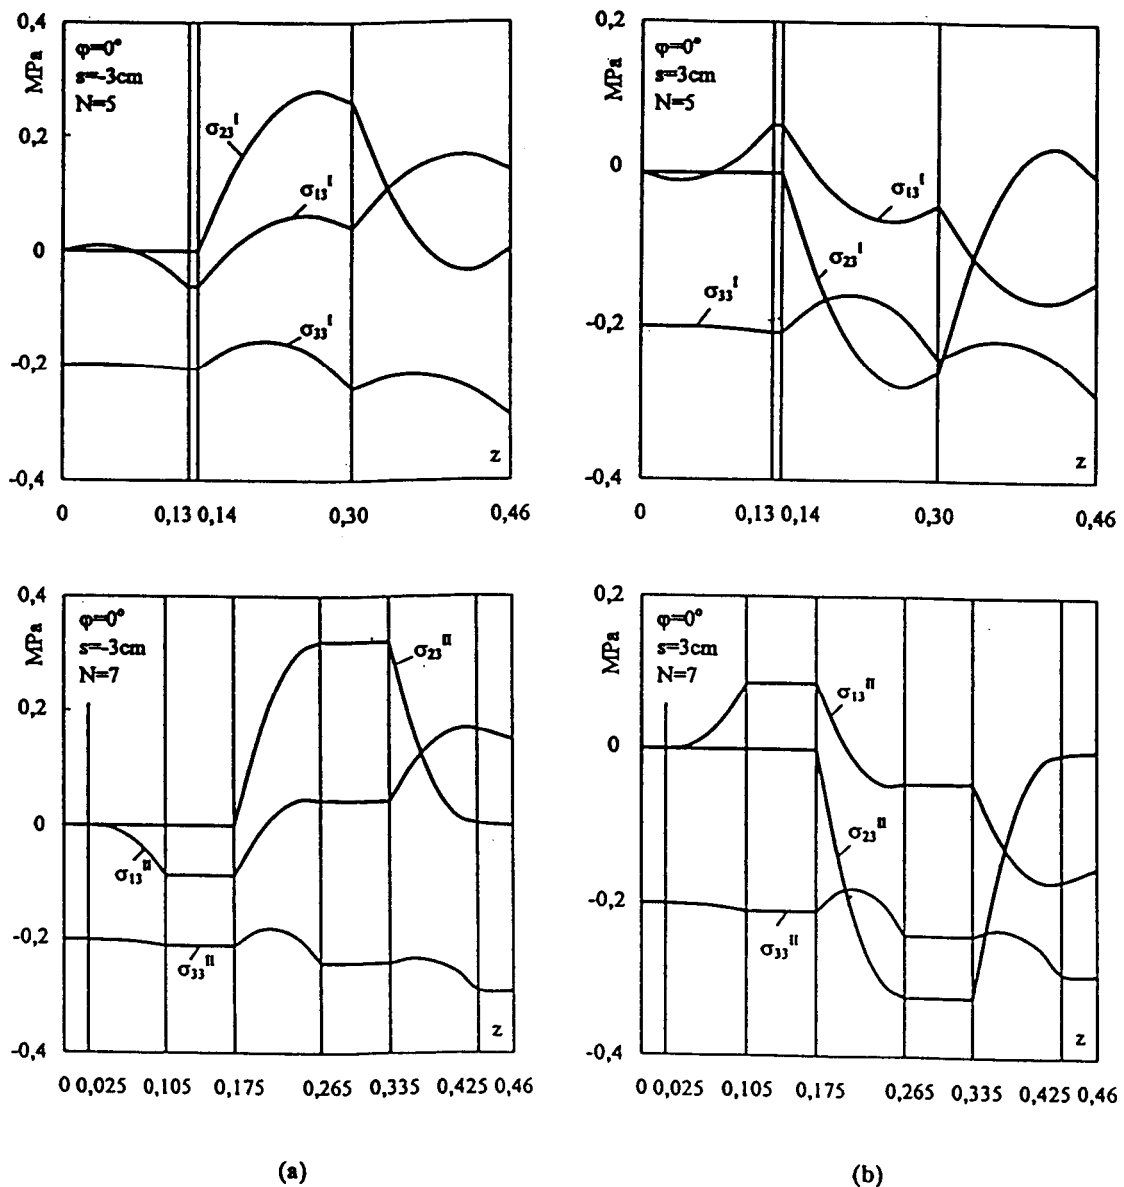 0,4
MPa
φ=0°
s=-3cm
N=5
0,2
0
-0,2
-0,4
σ₂₃ᴵ
σ₁₃ᴵ
σ₃₃ᴵ
z
0 0,13 0,14 0,30 0,46
0,2
MPa
φ=0°
s=3cm
N=5
0
-0,2
-0,4
σ₁₃ᴵ
σ₂₃ᴵ
σ₃₃ᴵ
z
0 0,13 0,14 0,30 0,46
0,4
MPa
φ=0°
s=-3cm
N=7
0,2
0
-0,2
-0,4
σ₂₃ᴵᴵ
σ₁₃ᴵᴵ
σ₃₃ᴵᴵ
z
0 0,025 0,105 0,175 0,265 0,335 0,425 0,46
0,2
MPa
φ=0°
s=3cm
N=7
0
-0,2
-0,4
σ₁₃ᴵᴵ
σ₂₃ᴵᴵ
σ₃₃ᴵᴵ
z
0 0,025 0,105 0,175 0,265 0,335 0,425 0,46
(a)
(b)